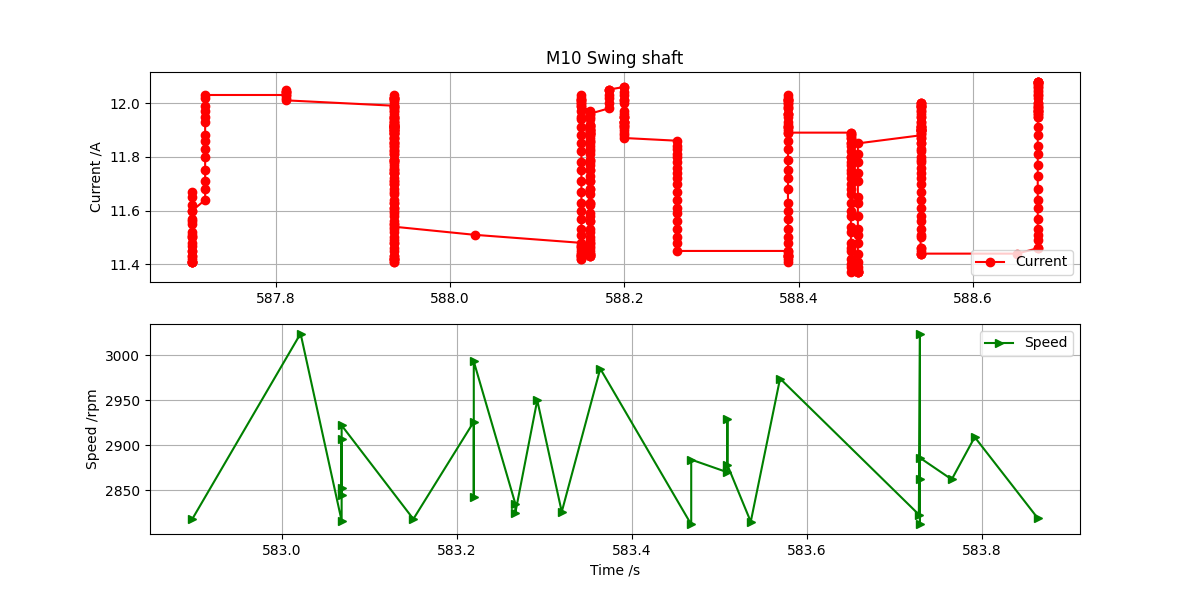 M10 Swing shaft
Current /A
12.0
11.8
11.6
11.4
Current
587.8 588.0 588.2 588.4 588.6
Speed /rpm
3000
2950
2900
2850
Speed
583.0 583.2 583.4 583.6 583.8
Time /s